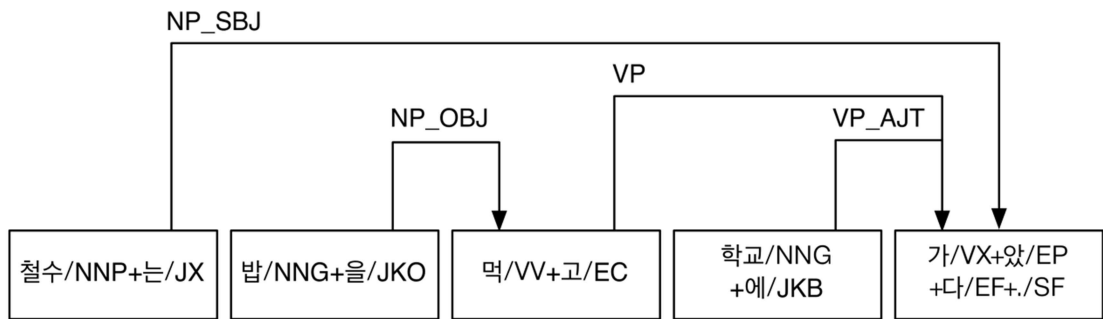 NP_SBJ
VP
NP_OBJ
VP_AJT
철수/NNP+는/JX
밥/NNG+을/JKO
먹/VV+고/EC
학교/NNG
+에/JKB
가/VX+았/EP
+다/EF+./SF